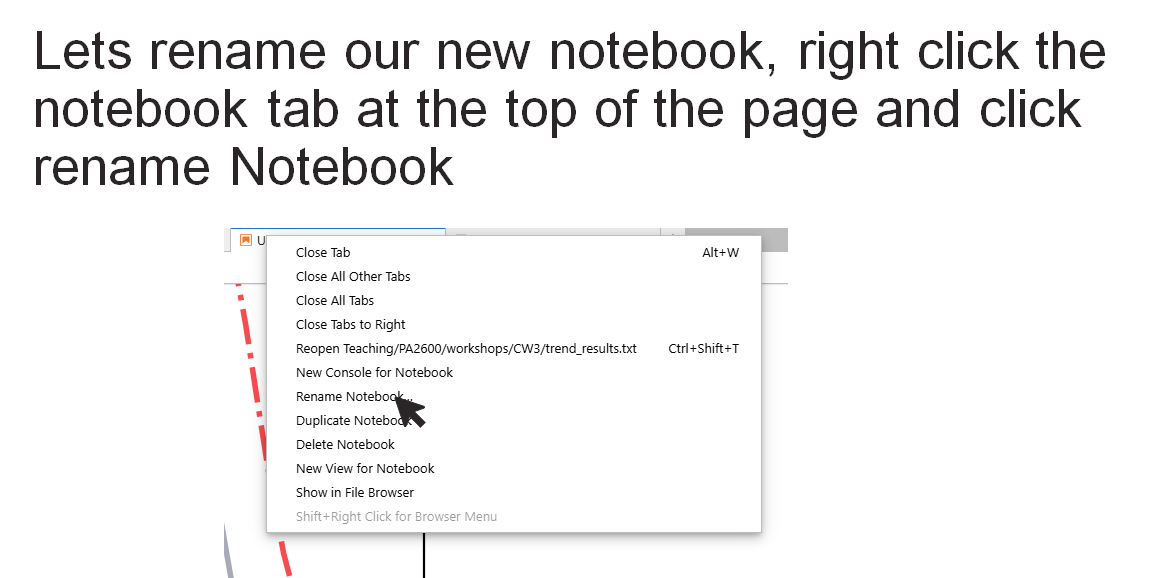 Lets rename our new notebook, right click the
notebook tab at the top of the page and click
rename Notebook
U
Close Tab Alt+W
Close All Other Tabs
Close All Tabs
Close Tabs to Right
Reopen Teaching/PA2600/workshops/CW3/trend_results.txt Ctrl+Shift+T
New Console for Notebook
Rename Notebook...
Duplicate Notebook
Delete Notebook
New View for Notebook
Show in File Browser
Shift+Right Click for Browser Menu